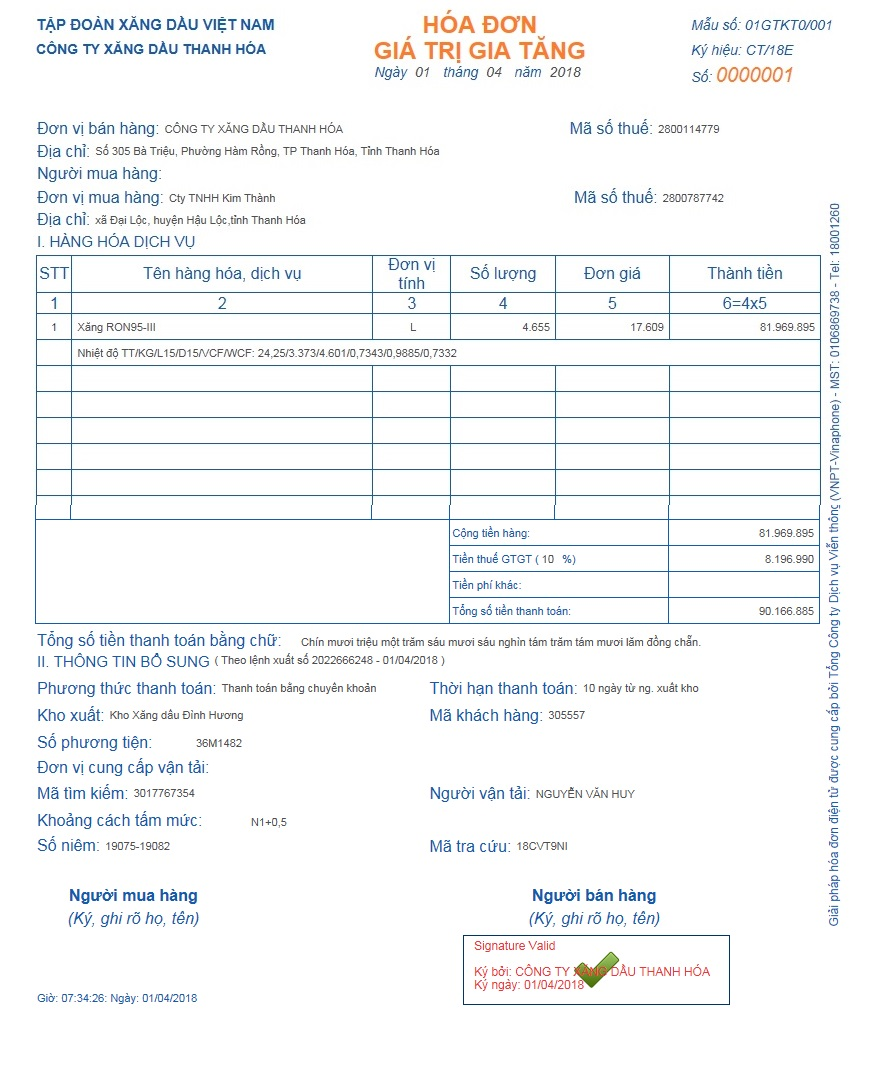 TẬP ĐOÀN XĂNG DẦU VIỆT NAM
CÔNG TY XĂNG DẦU THANH HÓA
HÓA ĐƠN
GIÁ TRỊ GIA TĂNG
Ngày 01 tháng 04 năm 2018
Mẫu số: 01GTKT0/001
Ký hiệu: CT/18E
Số: 0000001
Đơn vị bán hàng: CÔNG TY XĂNG DẦU THANH HÓA Mã số thuế: 2800114779
Địa chỉ: Số 305 Bà Triệu, Phường Hàm Rồng, TP Thanh Hóa, Tỉnh Thanh Hóa
Người mua hàng:
Đơn vị mua hàng: Cty TNHH Kim Thành Mã số thuế: 2800787742
Địa chỉ: xã Đại Lộc, huyện Hậu Lộc,tỉnh Thanh Hóa
I. HÀNG HÓA DỊCH VỤ
STT Tên hàng hóa, dịch vụ Đơn vị tính Số lượng Đơn giá Thành tiền
1 2 3 4 5 6=4x5
1 Xăng RON95-III L 4.655 17.609 81.969.895
Nhiệt độ TT/KG/L15/D15/VCF/WCF: 24,25/3.373/4.601/0,7343/0,9885/0,7332
Cộng tiền hàng: 81.969.895
Tiền thuế GTGT ( 10 %) 8.196.990
Tiền phí khác:
Tổng số tiền thanh toán: 90.166.885
Tổng số tiền thanh toán bằng chữ: Chín mươi triệu một trăm sáu mươi sáu nghìn tám trăm tám mươi lăm đồng chẵn.
II. THÔNG TIN BỔ SUNG ( Theo lệnh xuất số 2022666248 - 01/04/2018 )
Phương thức thanh toán: Thanh toán bằng chuyển khoản Thời hạn thanh toán: 10 ngày từ ng. xuất kho
Kho xuất: Kho Xăng dầu Đình Hương Mã khách hàng: 305557
Số phương tiện: 36M1482
Đơn vị cung cấp vận tải:
Mã tìm kiếm: 3017767354 Người vận tải: NGUYỄN VĂN HUY
Khoảng cách tấm mức: N1+0,5
Số niêm: 19075-19082 Mã tra cứu: 18CVT9NI
Người mua hàng Người bán hàng
(Ký, ghi rõ họ, tên) (Ký, ghi rõ họ, tên)
Signature Valid
Ký bởi: CÔNG TY XĂNG DẦU THANH HÓA
Ký ngày: 01/04/2018
Giờ: 07:34:26: Ngày: 01/04/2018
Giải pháp hóa đơn điện tử được cung cấp bởi Tổng Công ty Dịch vụ Viễn thông (VNPT-Vinaphone) - MST: 0106869738 - Tel: 18001260